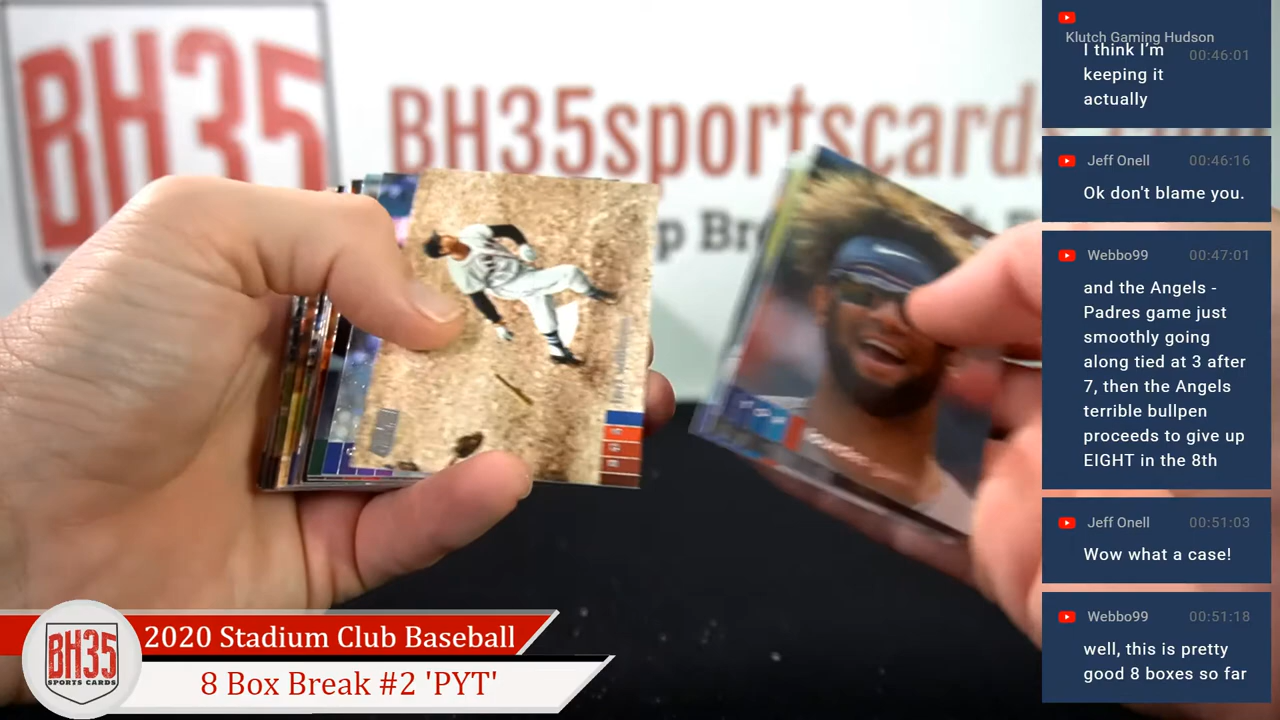 BH35
BH35sportscards
p Br
2020 Stadium Club Baseball
8 Box Break #2 'PYT'
BH35
SPORTS CARDS
Klutch Gaming Hudson
I think I'm
00:46:01
keeping it
actually
Jeff Onell 00:46:16
Ok don't blame you.
Webbo99 00:47:01
and the Angels -
Padres game just
smoothly going
along tied at 3 after
7, then the Angels
terrible bullpen
proceeds to give up
EIGHT in the 8th
Jeff Onell 00:51:03
Wow what a case!
Webbo99 00:51:18
well, this is pretty
good 8 boxes so far